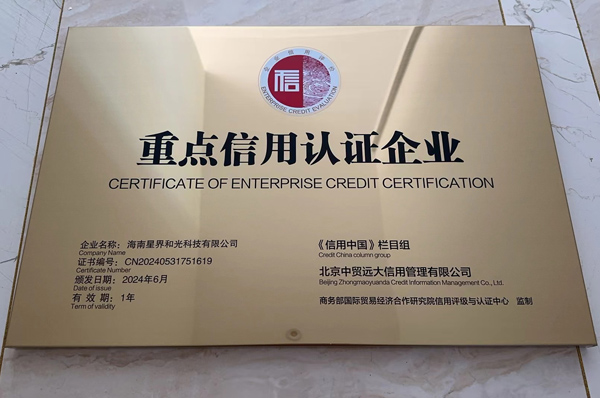 企业信用评价
信
ENTERPRISE CREDIT EVALUATION
重点信用认证企业
CERTIFICATE OF ENTERPRISE CREDIT CERTIFICATION
企业名称：海南星界和光科技有限公司
Company Name
证书编号：CN20240531751619
Certificate Number
颁发日期：2024年6月
Date of issue
有 效 期：1年
Term of validity
《信用中国》栏目组
Credit China column group
北京中贸远大信用管理有限公司
Beijing Zhongmaoyuanda Credit Information Management Co., Ltd.
商务部国际贸易经济合作研究院信用评级与认证中心 监制